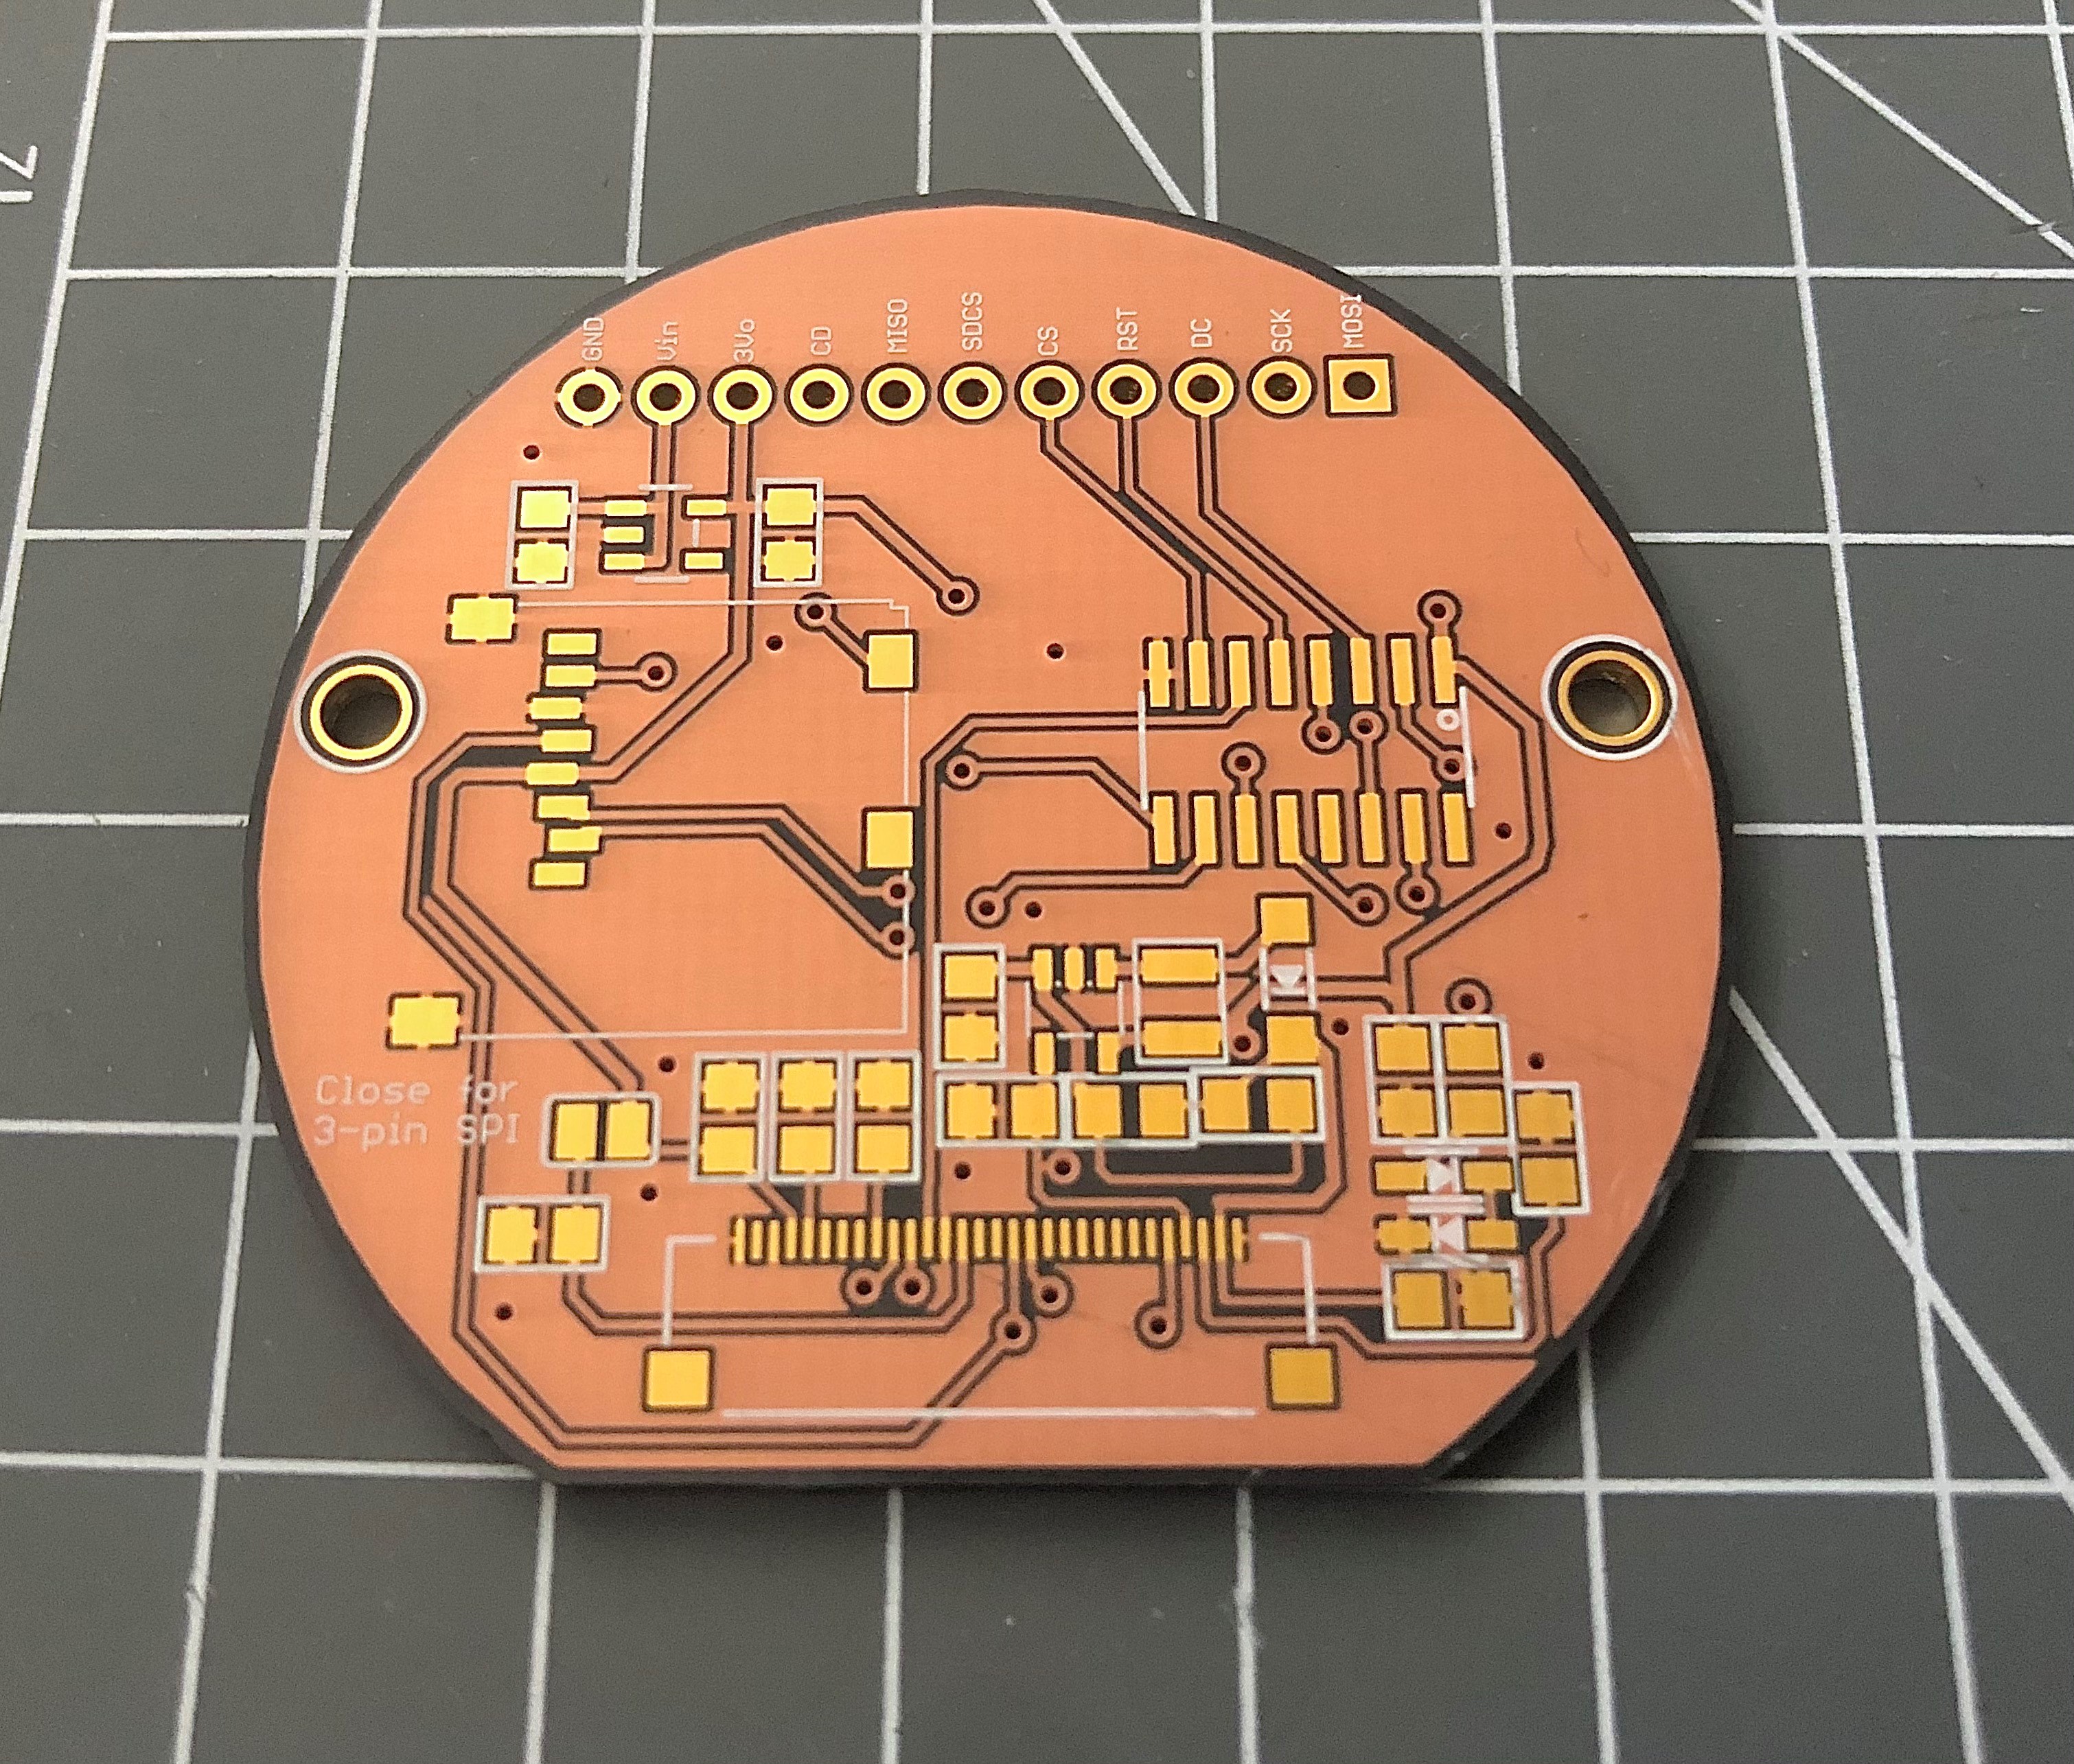 GND
Vin
3Vo
CD
MISO
SDCS
CS
RST
DC
SCK
MOSI
Close for
3-pin SPI